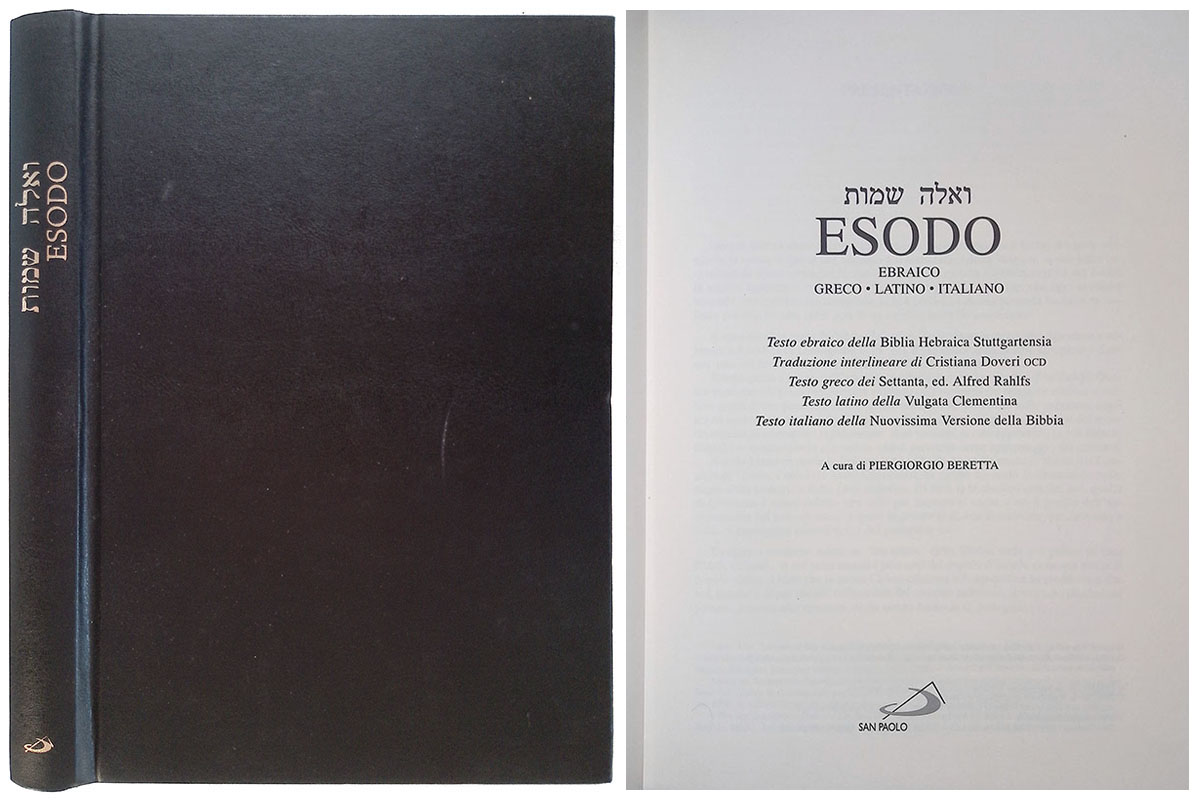 ואלה שמות
ESODO
ואלה שמות
ESODO
EBRAICO
GRECO • LATINO • ITALIANO
Testo ebraico della Biblia Hebraica Stuttgartensia
Traduzione interlineare di Cristiana Doveri OCD
Testo greco dei Settanta, ed. Alfred Rahlfs
Testo latino della Vulgata Clementina
Testo italiano della Nuovissima Versione della Bibbia
A cura di PIERGIORGIO BERETTA
SAN PAOLO